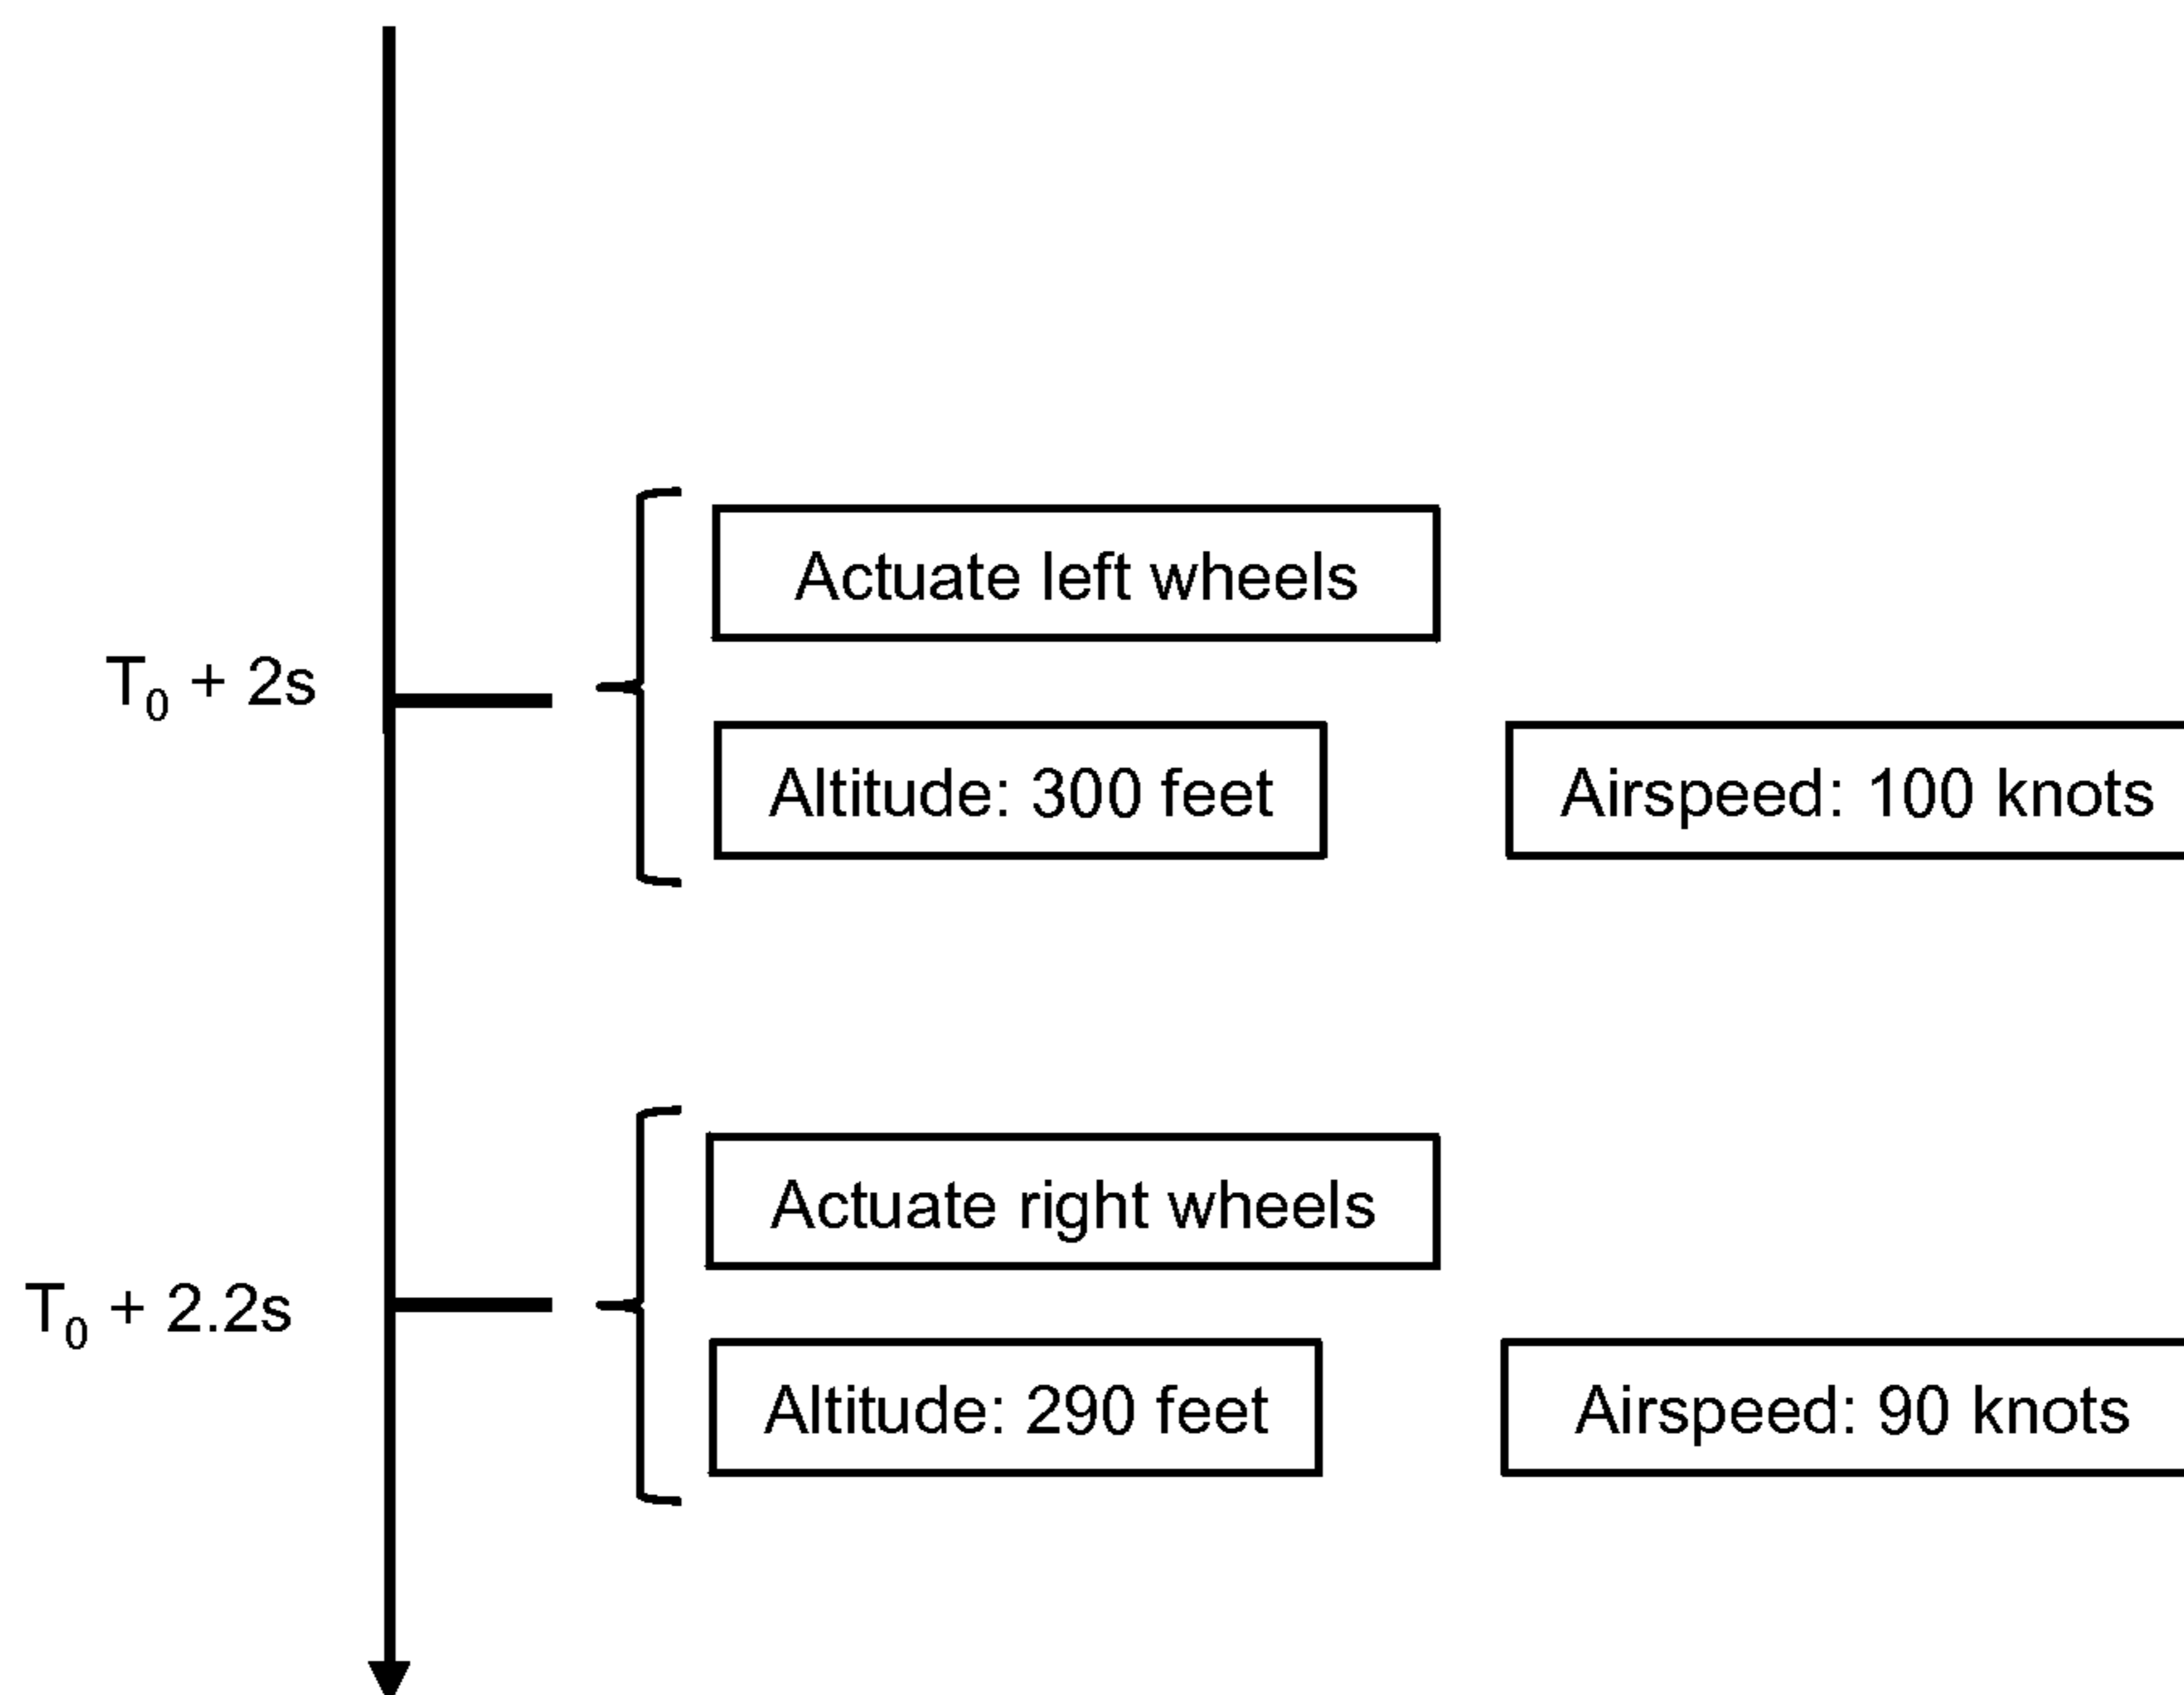 Actuate left wheels
T₀ + 2s
Altitude: 300 feet
Airspeed: 100 knots
Actuate right wheels
T₀ + 2.2s
Altitude: 290 feet
Airspeed: 90 knots